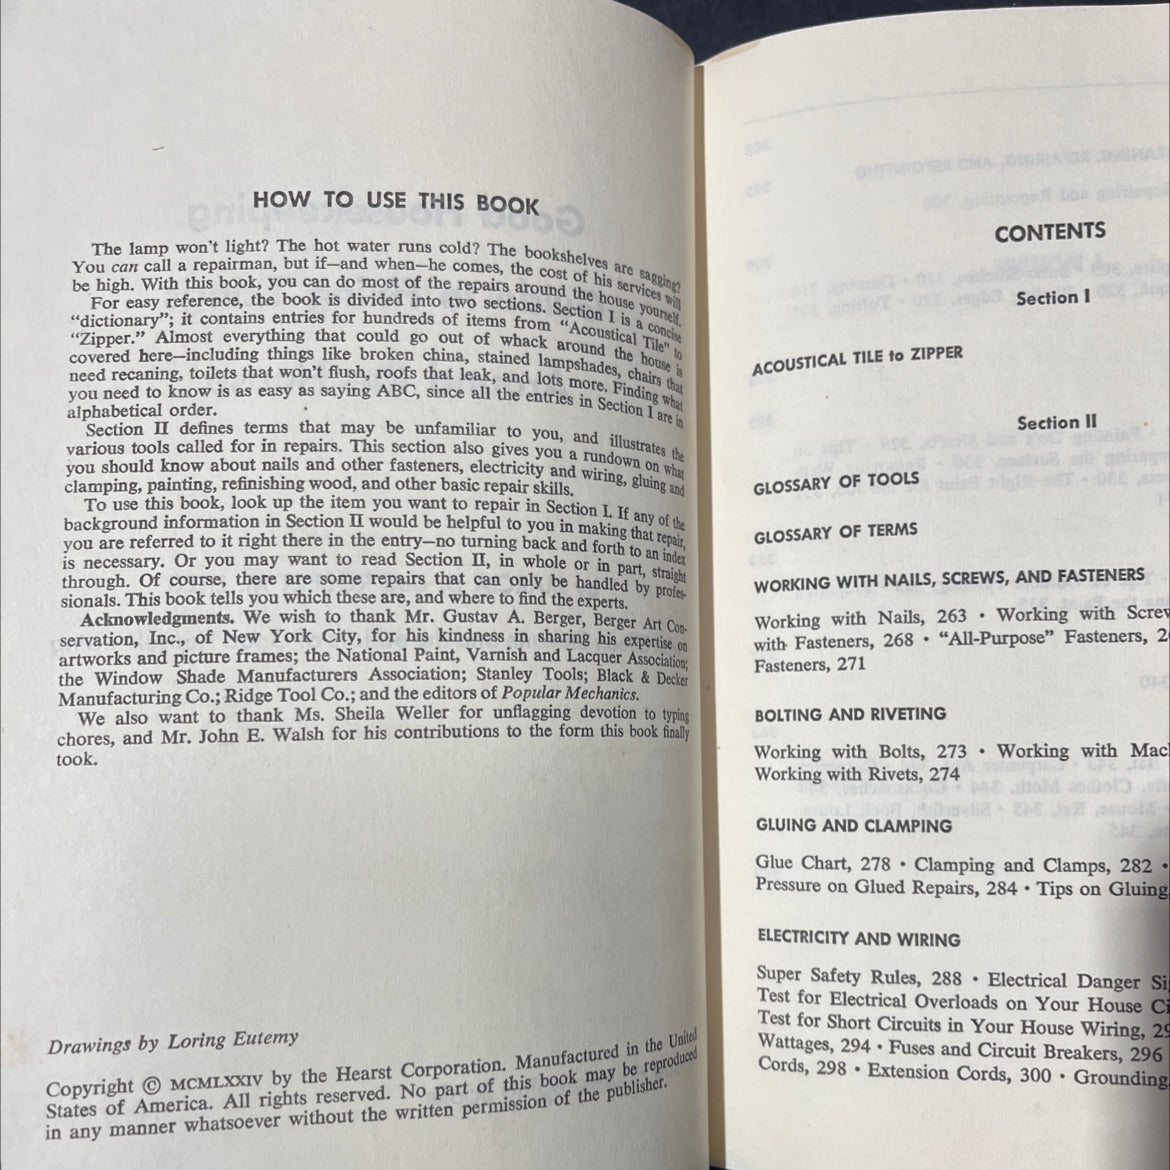 HOW TO USE THIS BOOK
The lamp won't light? The hot water runs cold? The bookshelves are sagging?
You can call a repairman, but if—and when—he comes, the cost of his services will
be high. With this book, you can do most of the repairs around the house yourself.
For easy reference, the book is divided into two sections. Section I is a concise
"dictionary"; it contains entries for hundreds of items from "Acoustical Tile" to
"Zipper." Almost everything that could go out of whack around the house is
covered here—including things like broken china, stained lampshades, chairs that
need recaning, toilets that won't flush, roofs that leak, and lots more. Finding what
you need to know is as easy as saying ABC, since all the entries in Section I are in
alphabetical order.
Section II defines terms that may be unfamiliar to you, and illustrates the
various tools called for in repairs. This section also gives you a rundown on what
you should know about nails and other fasteners, electricity and wiring, gluing and
clamping, painting, refinishing wood, and other basic repair skills.
To use this book, look up the item you want to repair in Section I. If any of the
background information in Section II would be helpful to you in making that repair,
you are referred to it right there in the entry—no turning back and forth to an index
is necessary. Or you may want to read Section II, in whole or in part, straight
through. Of course, there are some repairs that can only be handled by profes-
sionals. This book tells you which these are, and where to find the experts.
Acknowledgments. We wish to thank Mr. Gustav A. Berger, Berger Art Con-
servation, Inc., of New York City, for his kindness in sharing his expertise on
artworks and picture frames; the National Paint, Varnish and Lacquer Association;
the Window Shade Manufacturers Association; Stanley Tools; Black & Decker
Manufacturing Co.; Ridge Tool Co.; and the editors of Popular Mechanics.
We also want to thank Ms. Sheila Weller for unflagging devotion to typing
chores, and Mr. John E. Walsh for his contributions to the form this book finally
took.
Drawings by Loring Eutemy
Copyright © MCMLXXIV by the Hearst Corporation. Manufactured in the United
States of America. All rights reserved. No part of this book may be reproduced
in any manner whatsoever without the written permission of the publisher.
CONTENTS
Section I
ACOUSTICAL TILE to ZIPPER
Section II
GLOSSARY OF TOOLS
GLOSSARY OF TERMS
WORKING WITH NAILS, SCREWS, AND FASTENERS
Working with Nails, 263 • Working with Screw
with Fasteners, 268 • "All-Purpose" Fasteners, 2
Fasteners, 271
BOLTING AND RIVETING
Working with Bolts, 273 • Working with Mac
Working with Rivets, 274
GLUING AND CLAMPING
Glue Chart, 278 • Clamping and Clamps, 282 •
Pressure on Glued Repairs, 284 • Tips on Gluing
ELECTRICITY AND WIRING
Super Safety Rules, 288 • Electrical Danger Si
Test for Electrical Overloads on Your House Ci
Test for Short Circuits in Your House Wiring, 29
Wattages, 294 • Fuses and Circuit Breakers, 296
Cords, 298 • Extension Cords, 300 • Grounding